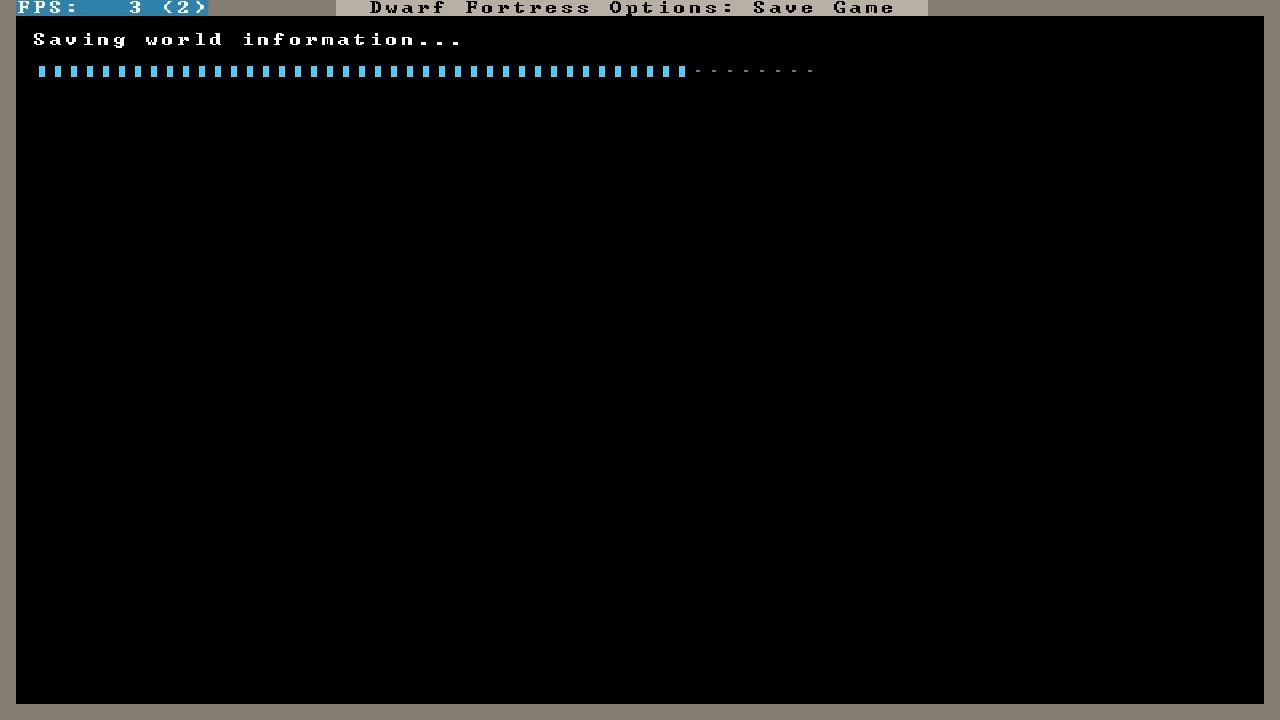 FPS: 3 (2) Dwarf Fortress Options: Save Game
Saving world information...